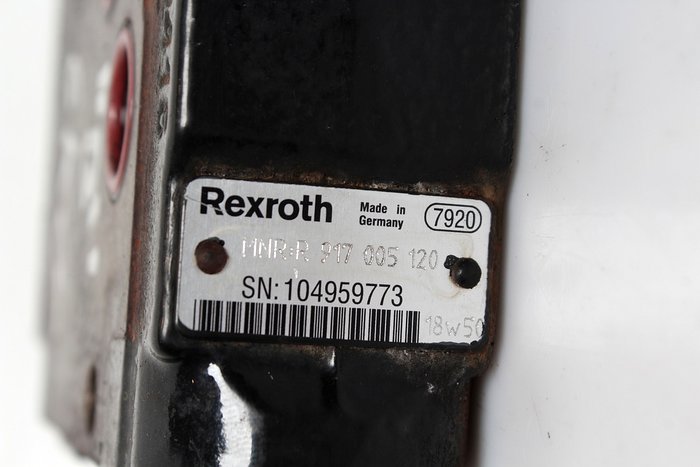 Rexroth
Made in
Germany
7920
MNR:R 917 005 120
SN:104959773
18W50